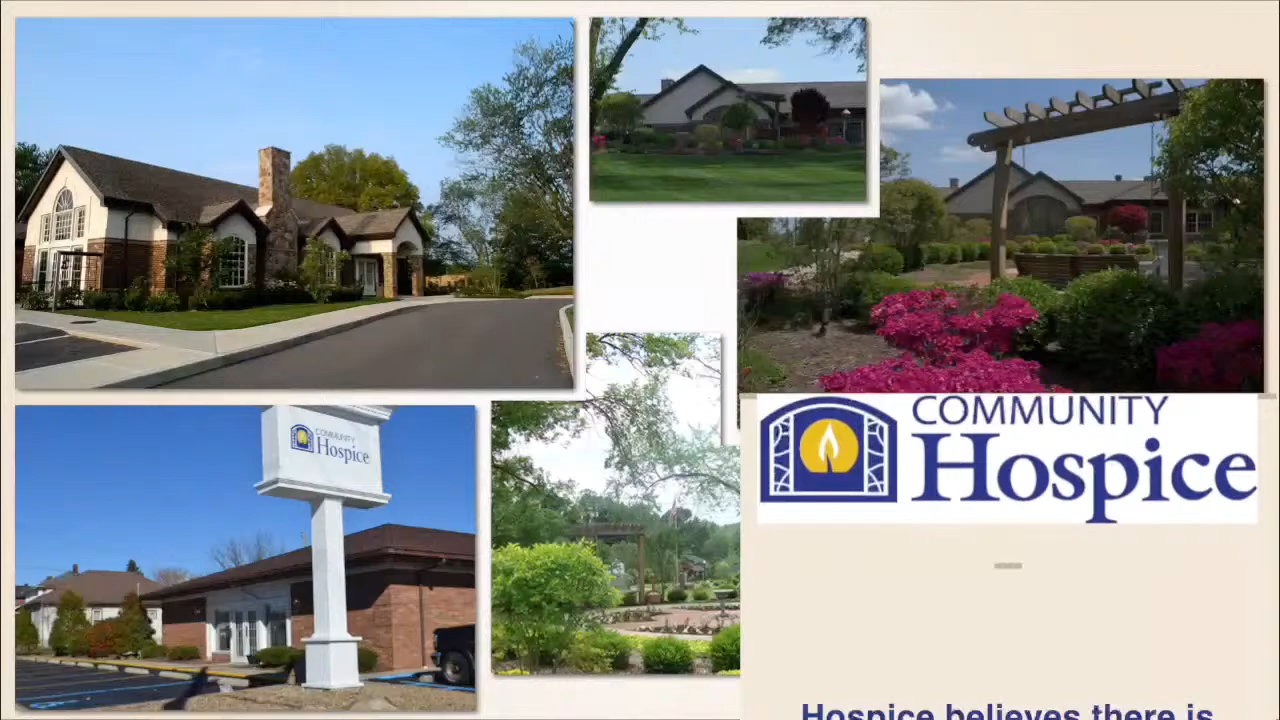 COMMUNITY
Hospice
COMMUNITY
Hospice
Hospice believes there is